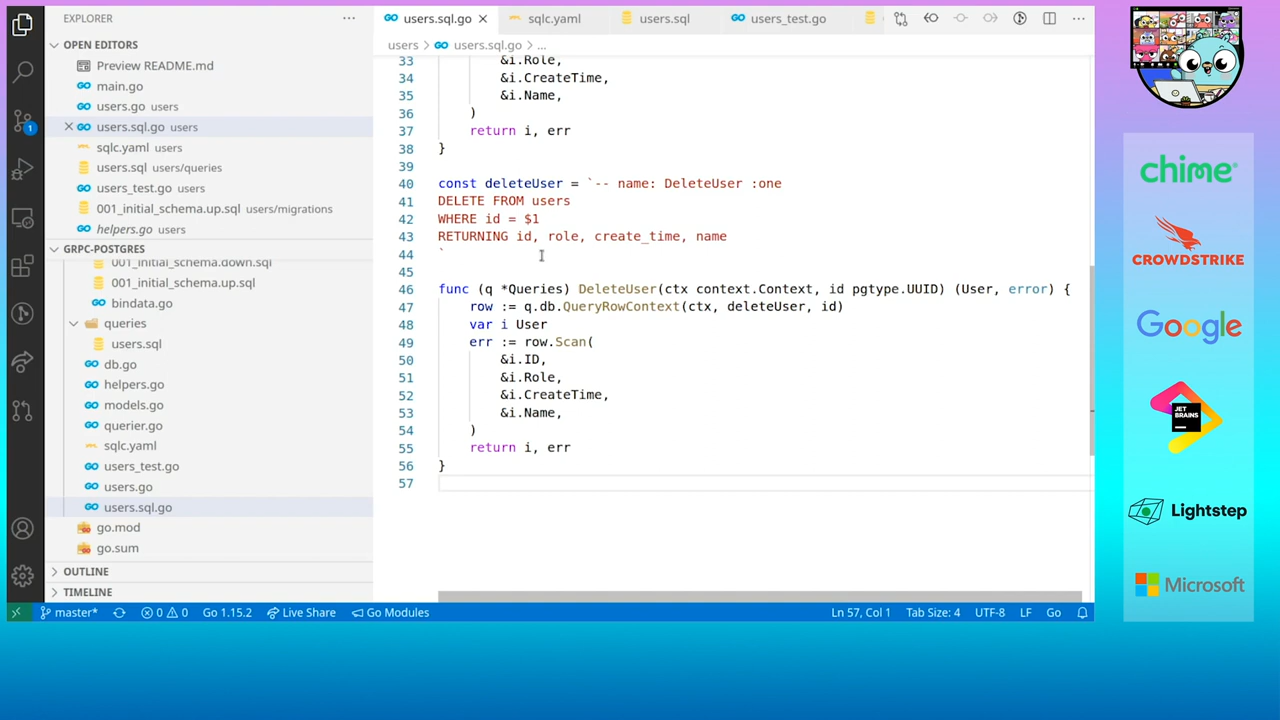 EXPLORER
OPEN EDITORS
Preview README.md
main.go
users.go users
users.sql.go users
sqlc.yaml users
users.sql users/queries
users_test.go users
001_initial_schema.up.sql users/migrations
helpers.go users
GRPC-POSTGRES
001_initial_schema.down.sql
001_initial_schema.up.sql
bindata.go
queries
users.sql
db.go
helpers.go
models.go
querier.go
sqlc.yaml
users_test.go
users.go
users.sql.go
go.mod
go.sum
OUTLINE
TIMELINE
1
users.sql.go
sqlc.yaml
users.sql
users_test.go
users > users.sql.go > ...
33 &i.Role,
34 &i.CreateTime,
35 &i.Name,
36 )
37 return i, err
38 }
39
40 const deleteUser = `-- name: DeleteUser :one
41 DELETE FROM users
42 WHERE id = $1
43 RETURNING id, role, create_time, name
44 `
45
46 func (q *Queries) DeleteUser(ctx context.Context, id pgtype.UUID) (User, error) {
47 row := q.db.QueryRowContext(ctx, deleteUser, id)
48 var i User
49 err := row.Scan(
50 &i.ID,
51 &i.Role,
52 &i.CreateTime,
53 &i.Name,
54 )
55 return i, err
56 }
57
master* 0 0 Go 1.15.2 Live Share Go Modules Ln 57, Col 1 Tab Size: 4 UTF-8 LF Go
chime
CROWDSTRIKE
Google
JET BRAINS
Lightstep
Microsoft